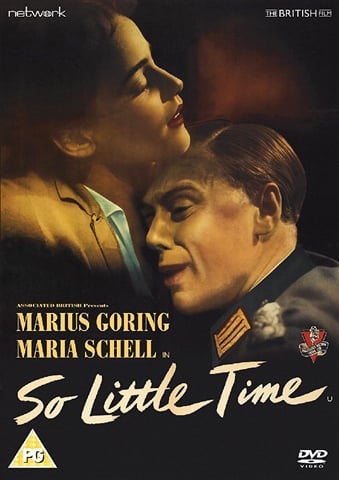 network
THE BRITISH FILM
ASSOCIATED BRITISH Presents
MARIUS GORING
MARIA SCHELL IN
So Little Time
U
PG
DVD
VIDEO